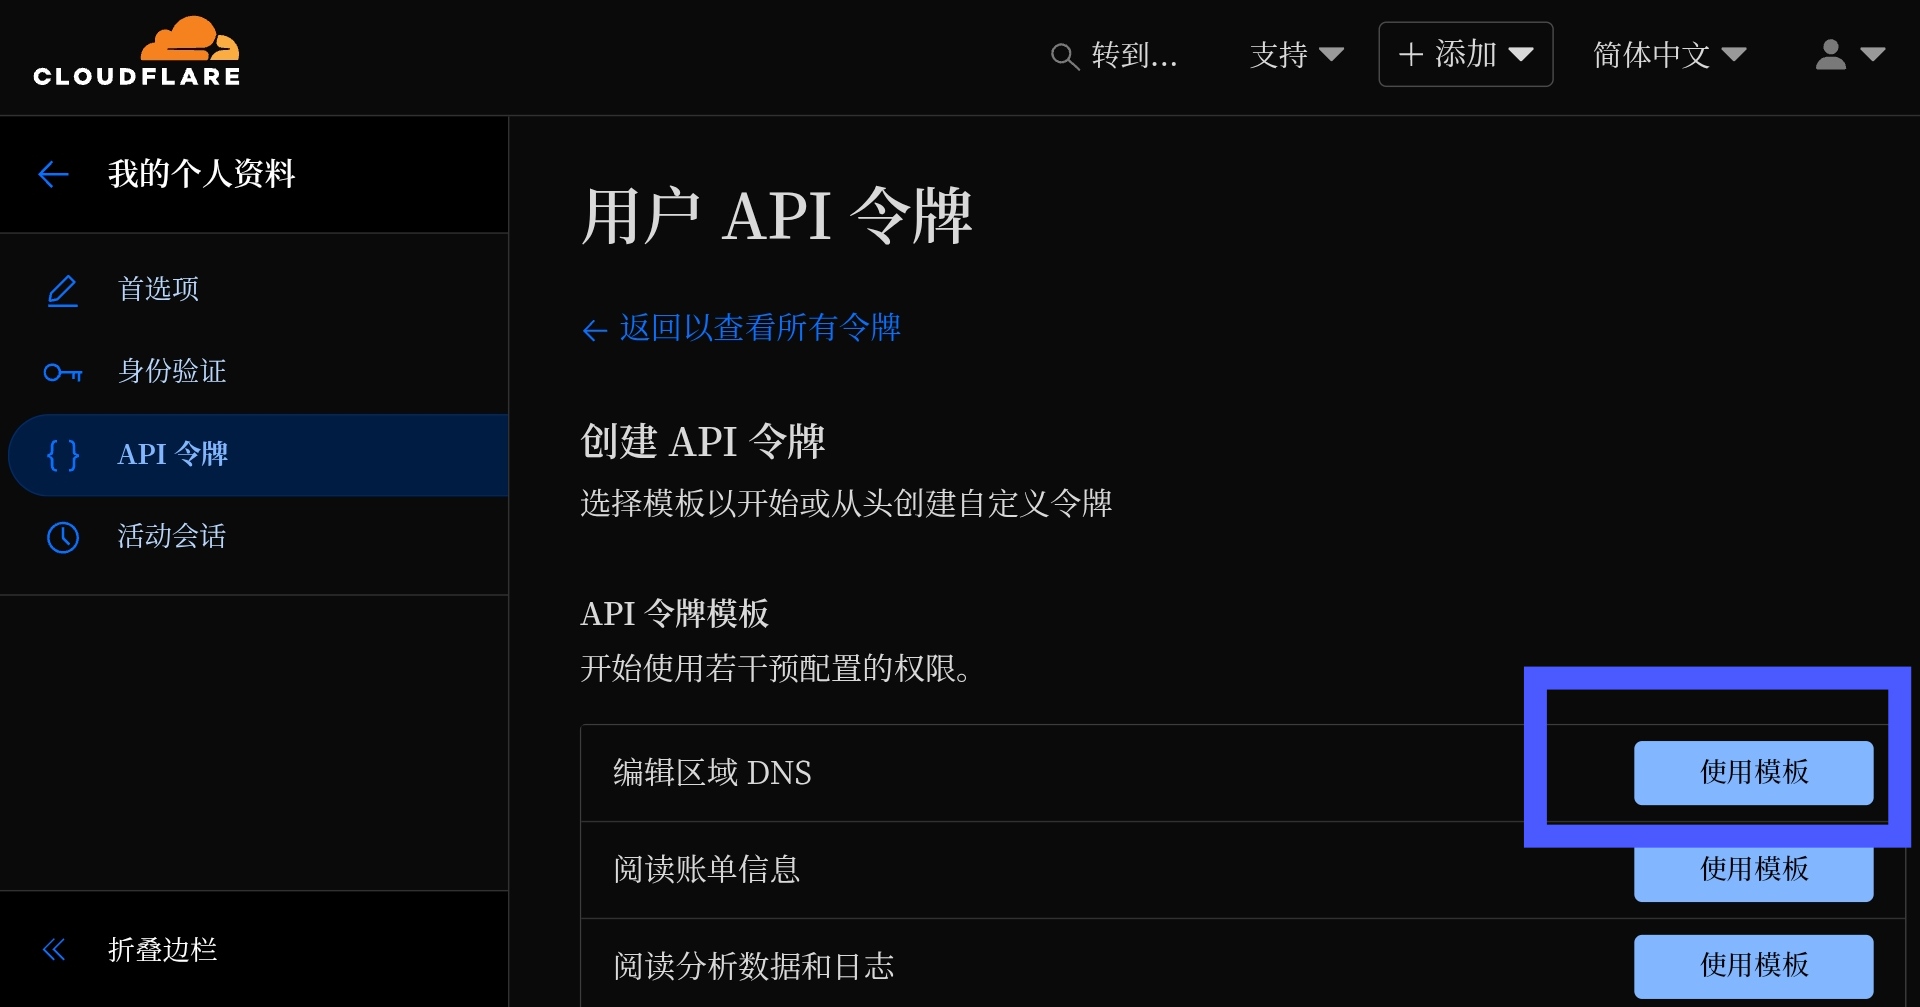 CLOUDFLARE
转到...
支持
+ 添加
简体中文
我的个人资料
首选项
身份验证
API 令牌
活动会话
折叠边栏
用户 API 令牌
← 返回以查看所有令牌
创建 API 令牌
选择模板以开始或从头创建自定义令牌
API 令牌模板
开始使用若干预配置的权限。
编辑区域 DNS
使用模板
阅读账单信息
使用模板
阅读分析数据和日志
使用模板